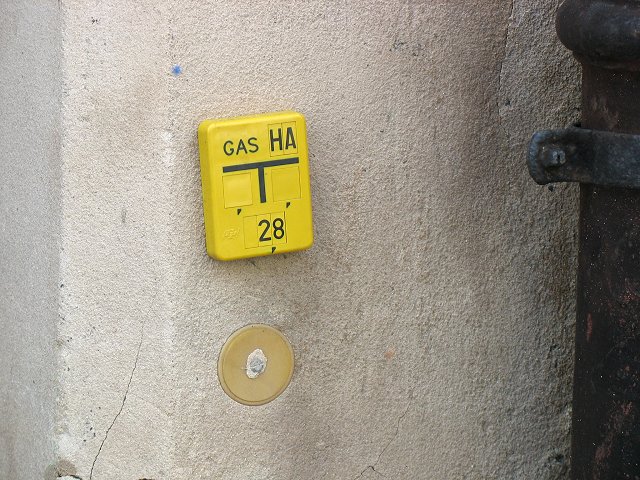 GAS HA
, ,
28
,